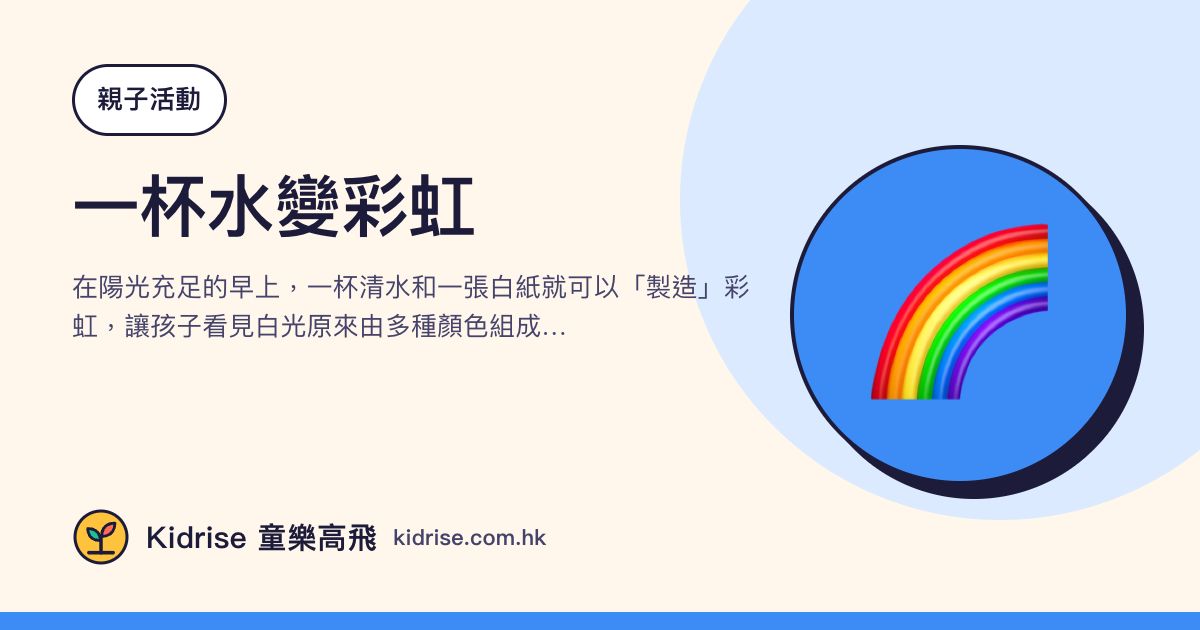 親子活動
一杯水變彩虹
在陽光充足的早上，一杯清水和一張白紙就可以「製造」彩
虹，讓孩子看見白光原來由多種顏色組成…
Kidrise 童樂高飛 kidrise.com.hk